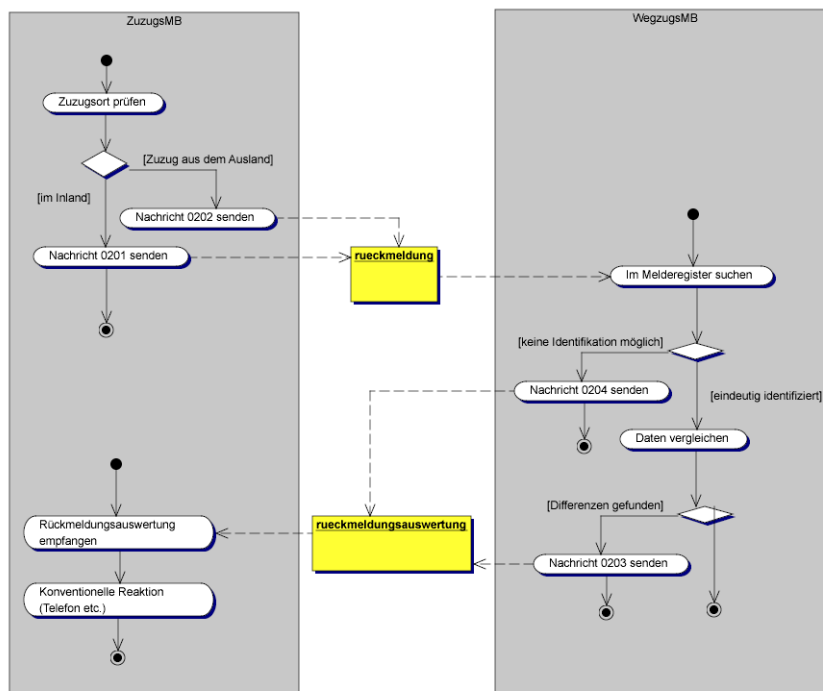 ZuzugsMB
WegzugsMB
Zuzugsort prüfen
[Zuzug aus dem Ausland]
[im Inland]
Nachricht 0202 senden
Nachricht 0201 senden
rueckmeldung
Im Melderegister suchen
[keine Identifikation möglich]
Nachricht 0204 senden
[eindeutig identifiziert]
Daten vergleichen
[Differenzen gefunden]
Rückmeldungsauswertung
empfangen
rueckmeldungsauswertung
Nachricht 0203 senden
Konventionelle Reaktion
(Telefon etc.)